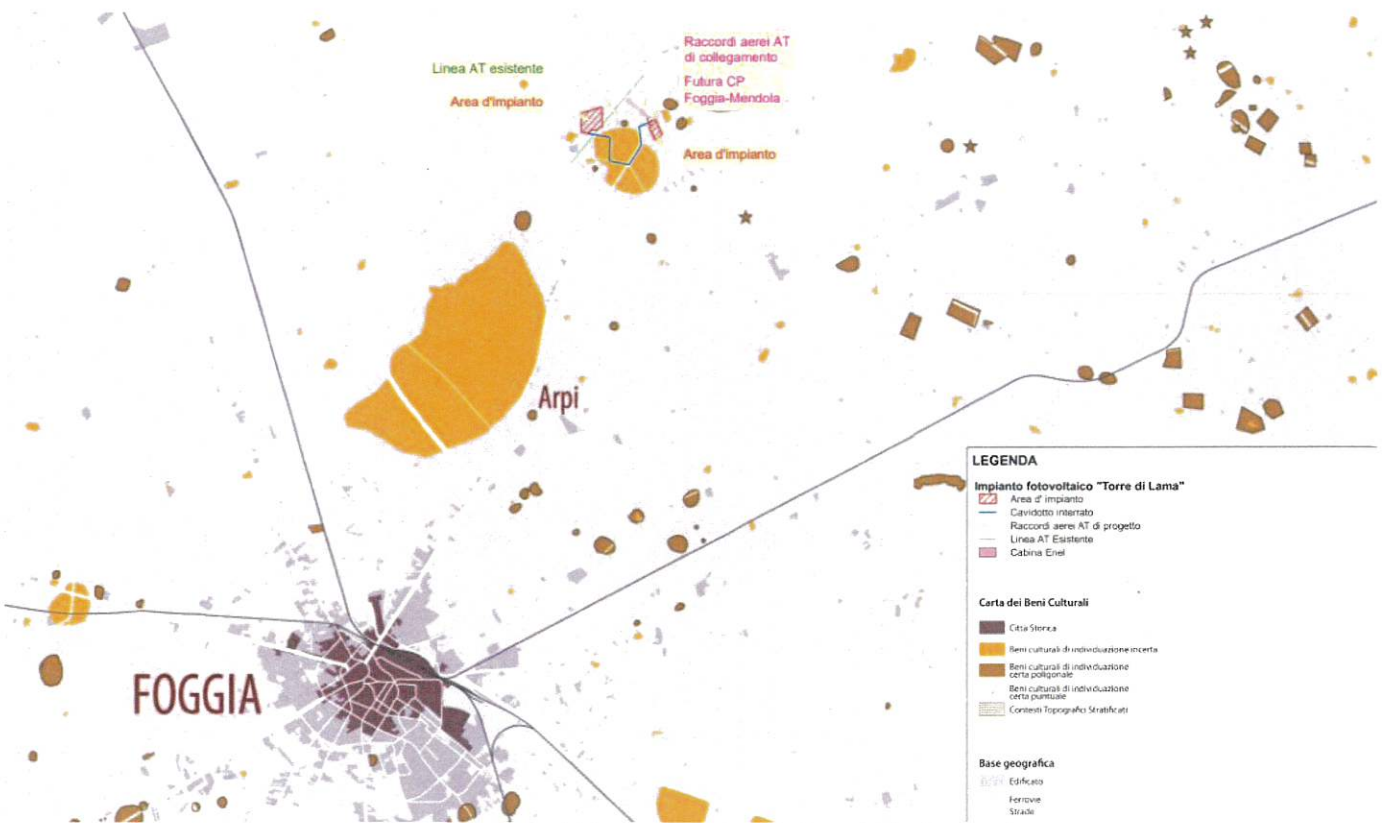 Raccordi aerei AT
di collegamento
Linea AT esistente
Futura CP
Foggia-Mendola
Area d'impianto
Area d'impianto
Arpi
FOGGIA
LEGENDA
Impianto fotovoltaico "Torre di Lama"
Area d' impianto
Cavidotto interrato
Raccordi aerei AT di progetto
Linea AT Esistente
Cabina Enel
Carta dei Beni Culturali
Città Storica
Beni culturali di individuazione incerta
Beni culturali di individuazione
certa poligonale
Beni culturali di individuazione
certa puntuale
Contesti Topografici Stratificati
Base geografica
Edificato
Ferrovie
Strade